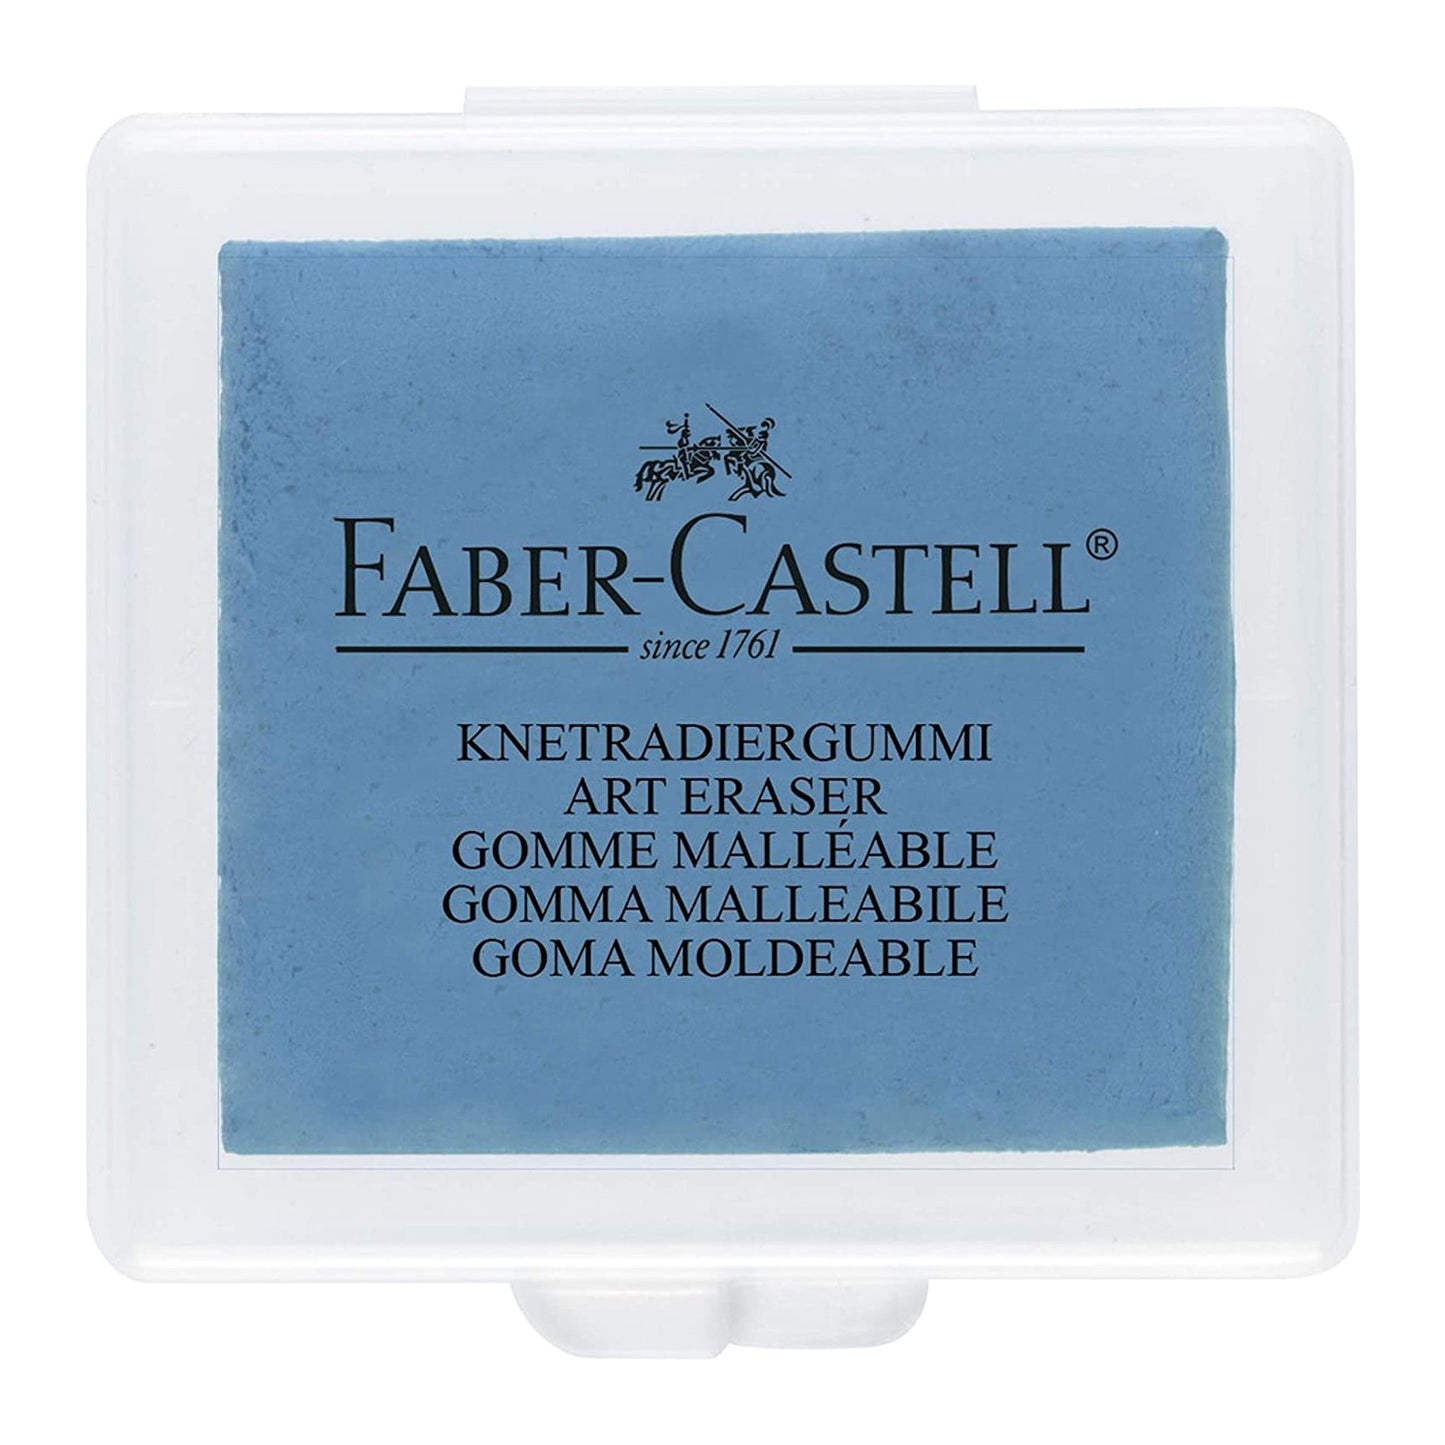 FABER-CASTELL®
since 1761
KNETRADIERGUMMI
ART ERASER
GOMME MALLÉABLE
GOMMA MALLEABILE
GOMA MOLDEABLE